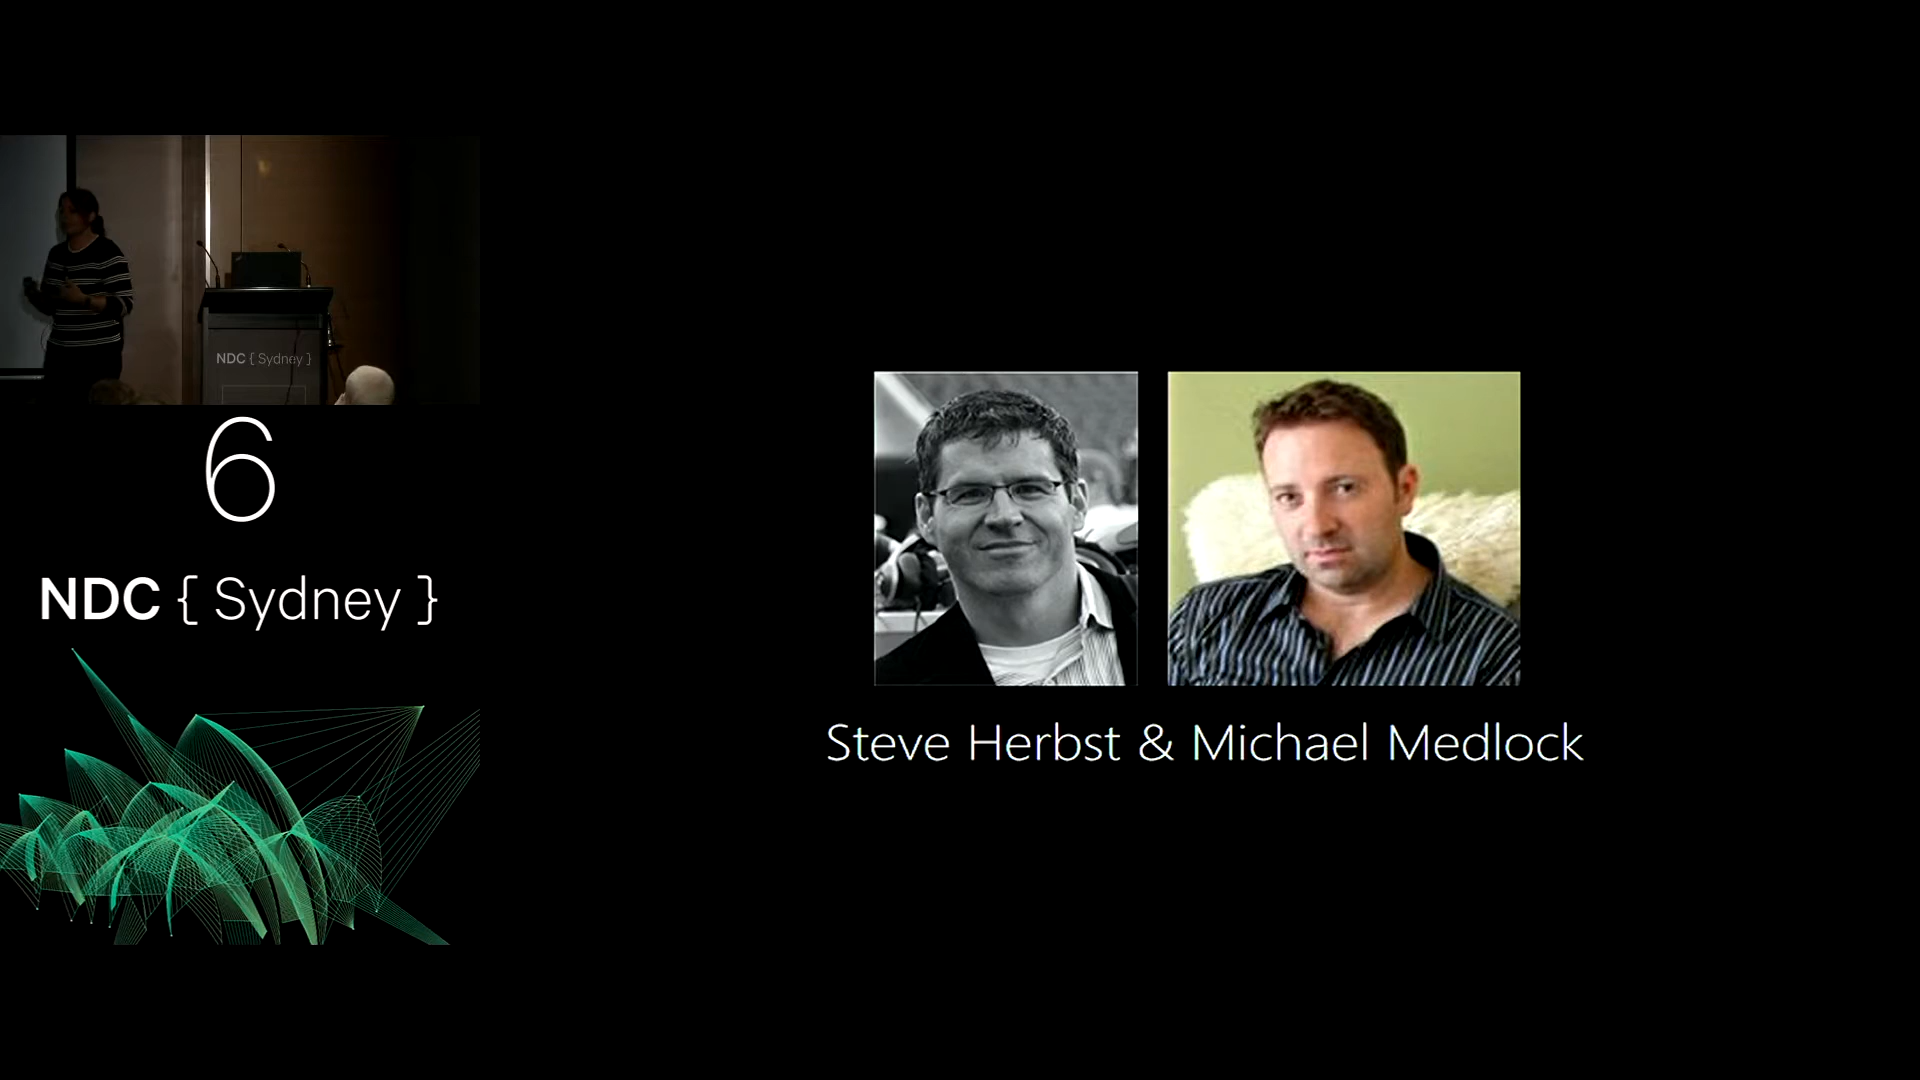 NDC { Sydney }
6
NDC { Sydney }
Steve Herbst & Michael Medlock